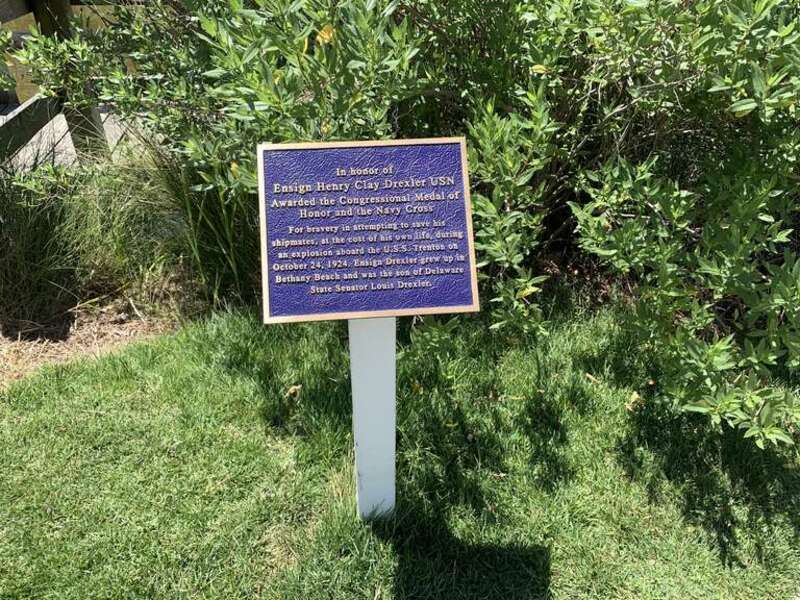 In honor of
Ensign Henry Clay Drexler USN
Awarded the Congressional Medal of
Honor and the Navy Cross
For bravery in attempting to save his
shipmates, at the cost of his own life, during
an explosion aboard the U.S.S. Trenton on
October 24, 1924. Ensign Drexler grew up in
Bethany Beach and was the son of Delaware
State Senator Louis Drexler.